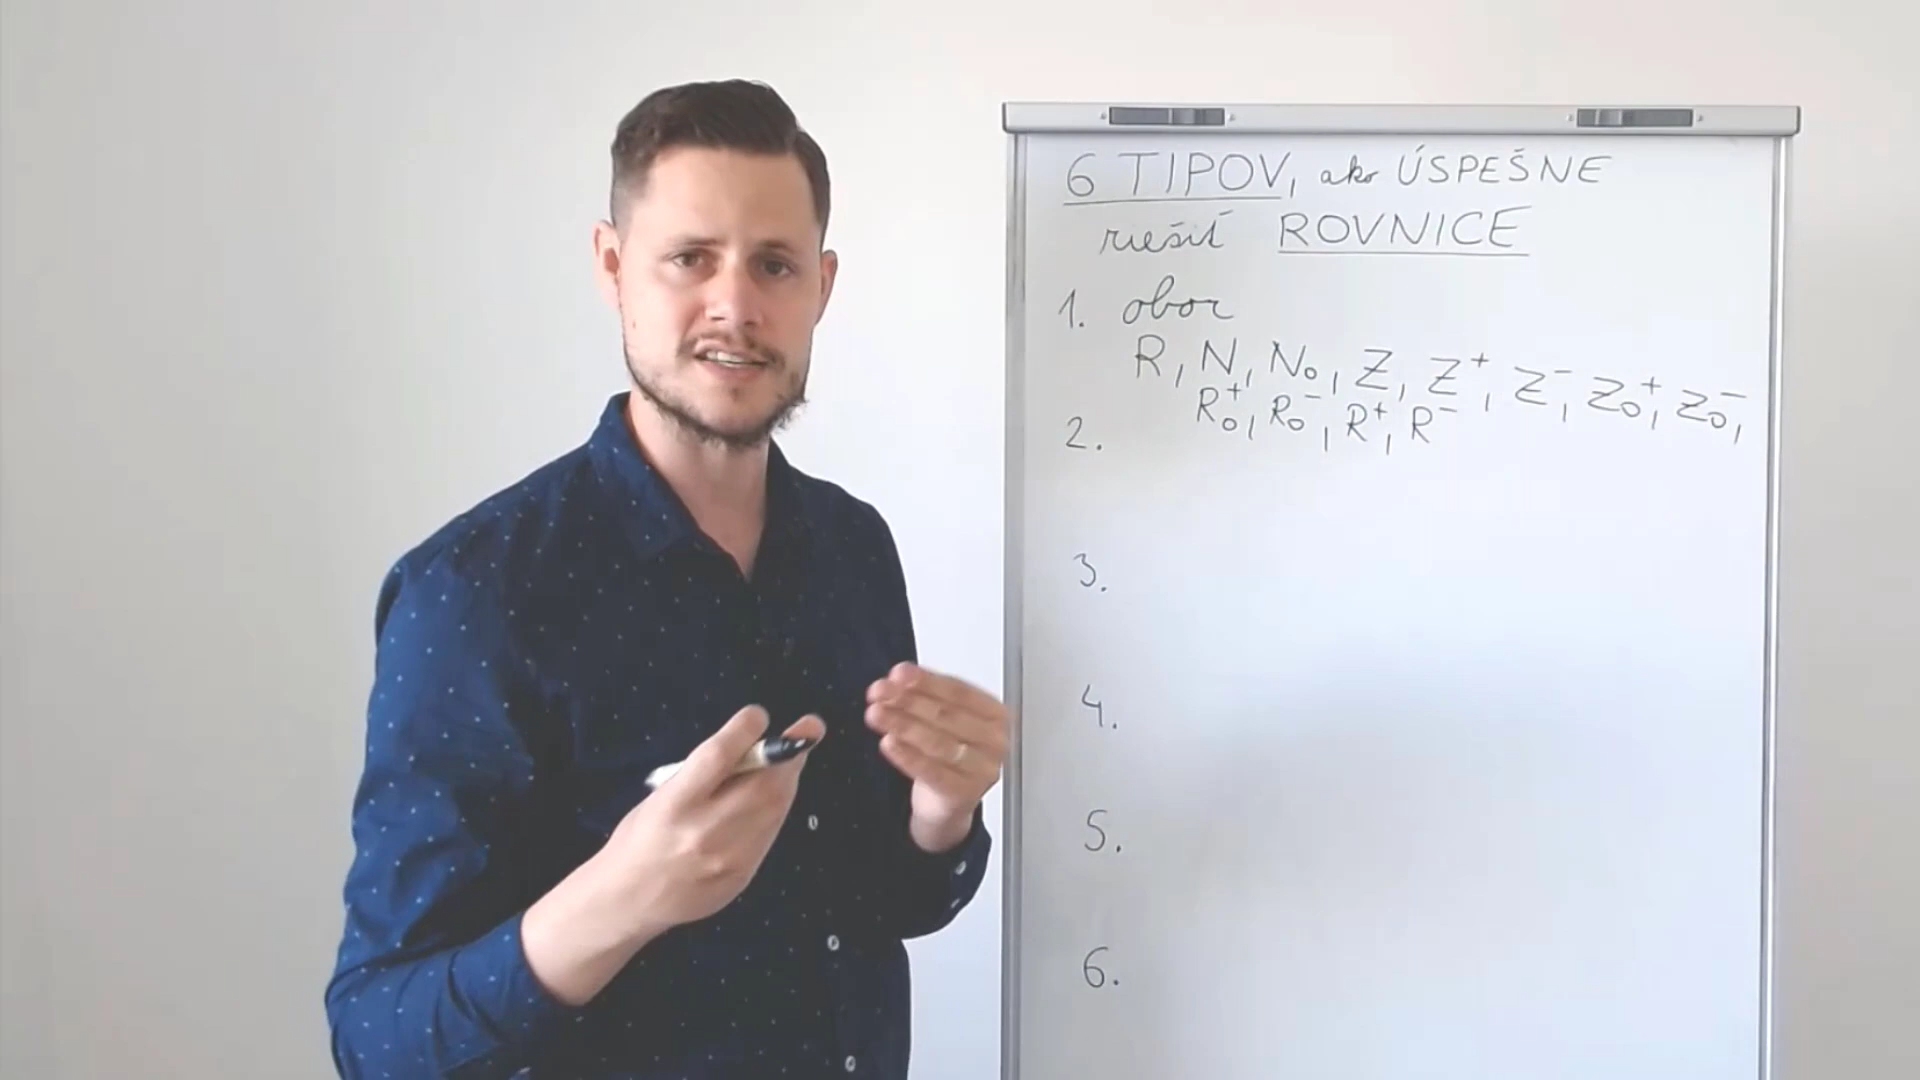 6 TIPOV, ako ÚSPEŠNE
riešiť ROVNICE
1. obor
R, N, N₀, Z, Z⁺, Z⁻, Z₀⁺, Z₀⁻,
R₀⁺, R₀⁻, R⁺, R⁻
2.
3.
4.
5.
6.